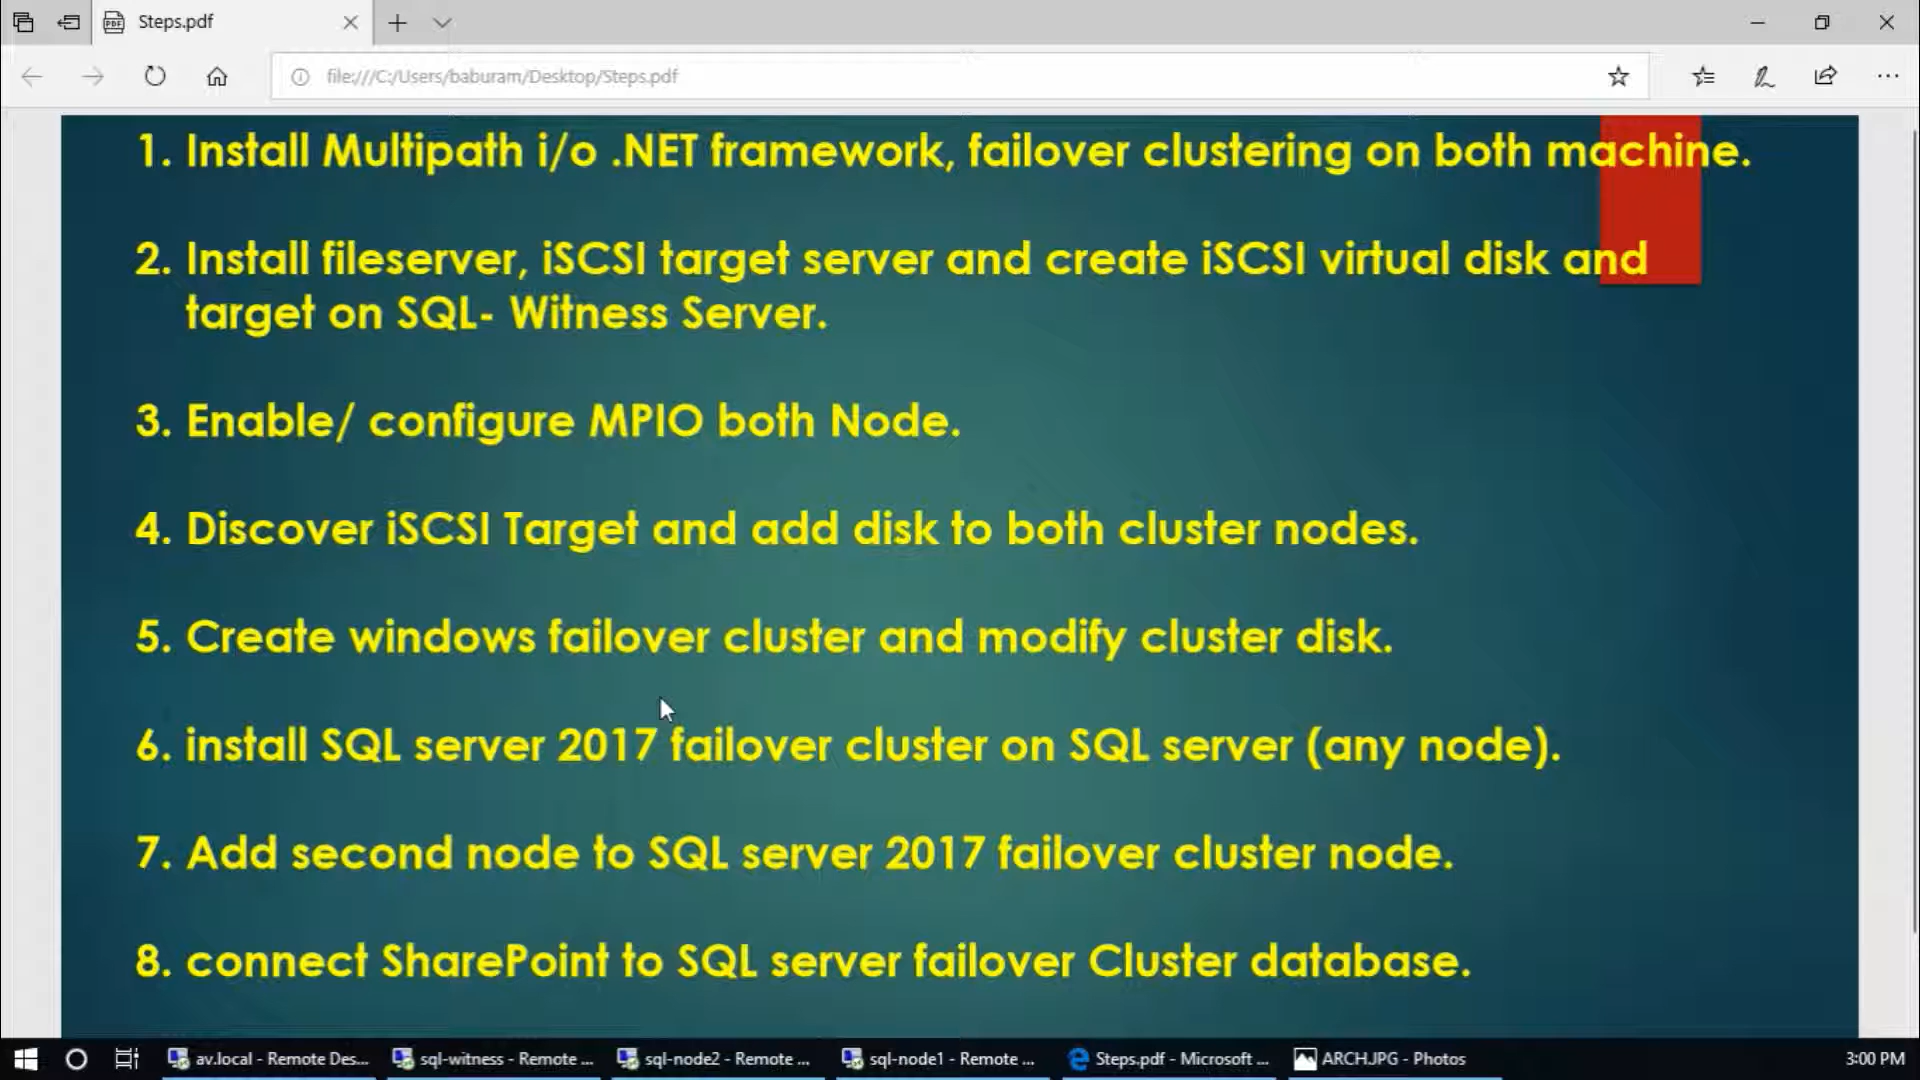 Steps.pdf
file:///C:/Users/baburam/Desktop/Steps.pdf
1. Install Multipath i/o .NET framework, failover clustering on both machine.
2. Install fileserver, iSCSI target server and create iSCSI virtual disk and
target on SQL- Witness Server.
3. Enable/ configure MPIO both Node.
4. Discover iSCSI Target and add disk to both cluster nodes.
5. Create windows failover cluster and modify cluster disk.
6. install SQL server 2017 failover cluster on SQL server (any node).
7. Add second node to SQL server 2017 failover cluster node.
8. connect SharePoint to SQL server failover Cluster database.
av.local - Remote Des... sql-witness - Remote ... sql-node2 - Remote ... sql-node1 - Remote ... Steps.pdf - Microsoft ... ARCH.JPG - Photos 3:00 PM